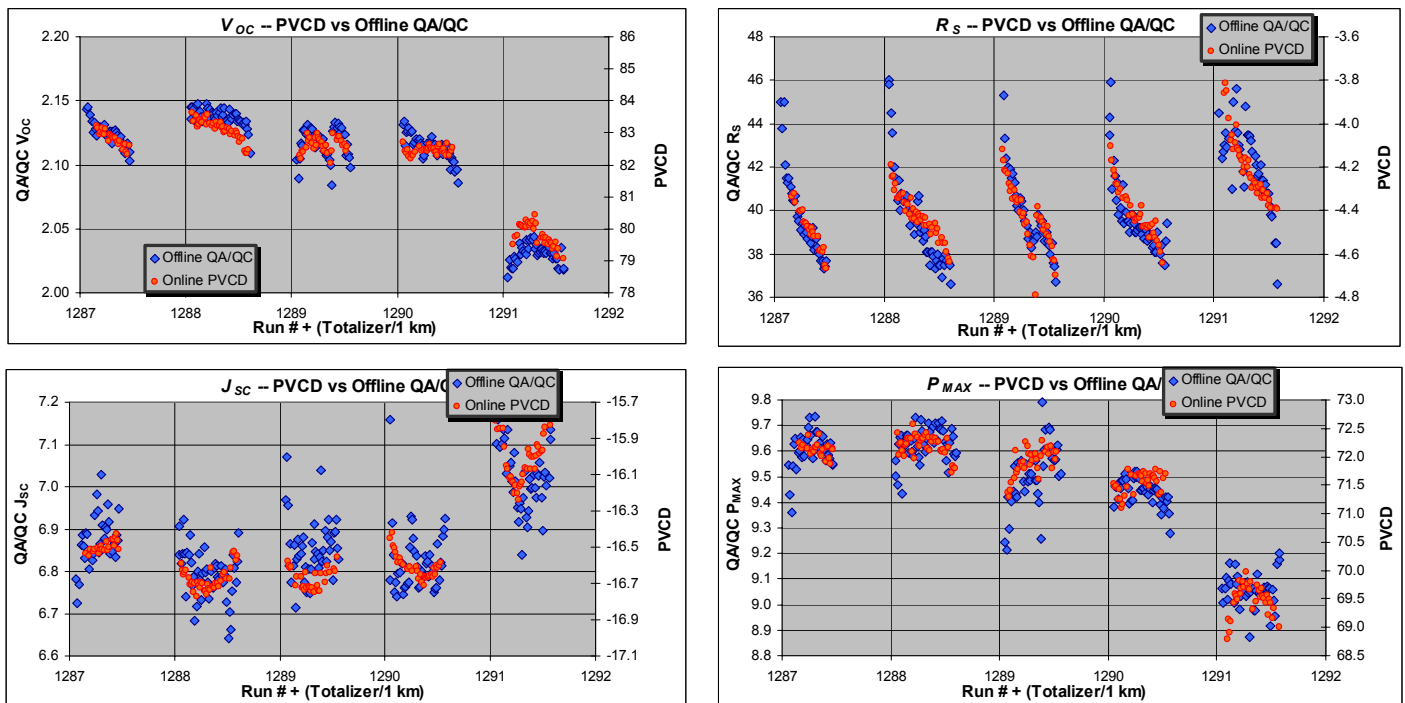 V OC -- PVCD vs Offline QA/QC
2.20
2.15
2.10
2.05
2.00
QA/QC VOC
86
85
84
83
82
81
80
79
78
PVCD
Offline QA/QC
Online PVCD
1287 1288 1289 1290 1291 1292
Run # + (Totalizer/1 km)
R S -- PVCD vs Offline QA/QC
Offline QA/QC
Online PVCD
48
46
44
42
40
38
36
QA/QC RS
-3.6
-3.8
-4.0
-4.2
-4.4
-4.6
-4.8
PVCD
1287 1288 1289 1290 1291 1292
Run # + (Totalizer/1 km)
J SC -- PVCD vs Offline QA/Q
Offline QA/QC
Online PVCD
7.2
7.1
7.0
6.9
6.8
6.7
6.6
QA/QC JSC
-15.7
-15.9
-16.1
-16.3
-16.5
-16.7
-16.9
-17.1
PVCD
1287 1288 1289 1290 1291 1292
Run # + (Totalizer/1 km)
P MAX -- PVCD vs Offline QA/
Offline QA/QC
Online PVCD
9.8
9.7
9.6
9.5
9.4
9.3
9.2
9.1
9.0
8.9
8.8
QA/QC PMAX
73.0
72.5
72.0
71.5
71.0
70.5
70.0
69.5
69.0
68.5
PVCD
1287 1288 1289 1290 1291 1292
Run # + (Totalizer/1 km)